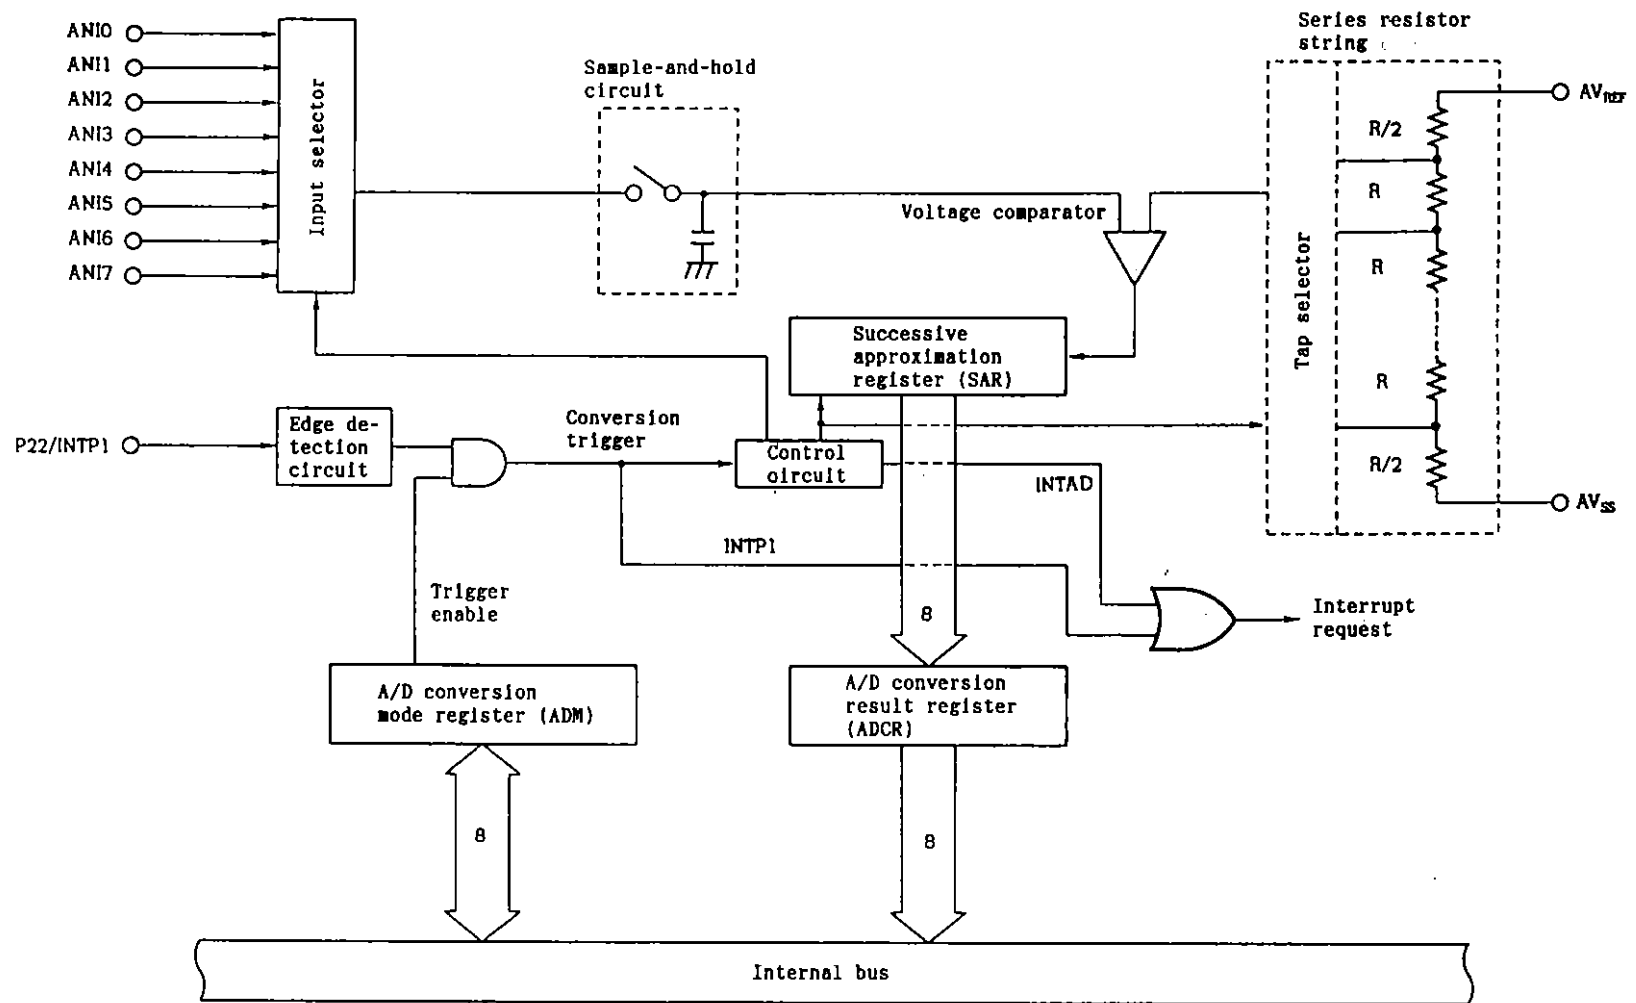 ANI0
ANI1
ANI2
ANI3
ANI4
ANI5
ANI6
ANI7
Input selector
Sample-and-hold
circuit
Voltage comparator
Series resistor
string
Tap selector
R/2
R
R
R
R/2
AVREF
AVSS
Successive
approximation
register (SAR)
P22/INTP1
Edge de-
tection
circuit
Conversion
trigger
Control
circuit
INTAD
INTP1
Trigger
enable
8
Interrupt
request
A/D conversion
mode register (ADM)
A/D conversion
result register
(ADCR)
8
8
Internal bus